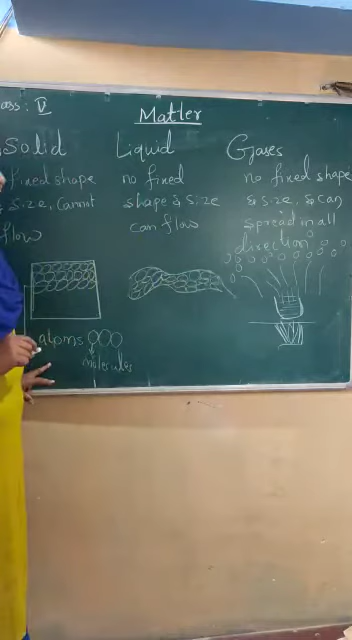 ass: V
Matter
Solid
Fixed shape
& size, Cannot
flow
Liquid
no fixed
shape & size
can flow
Gases
no fixed shape
& size, & can
spread in all
direction
atoms
molecules